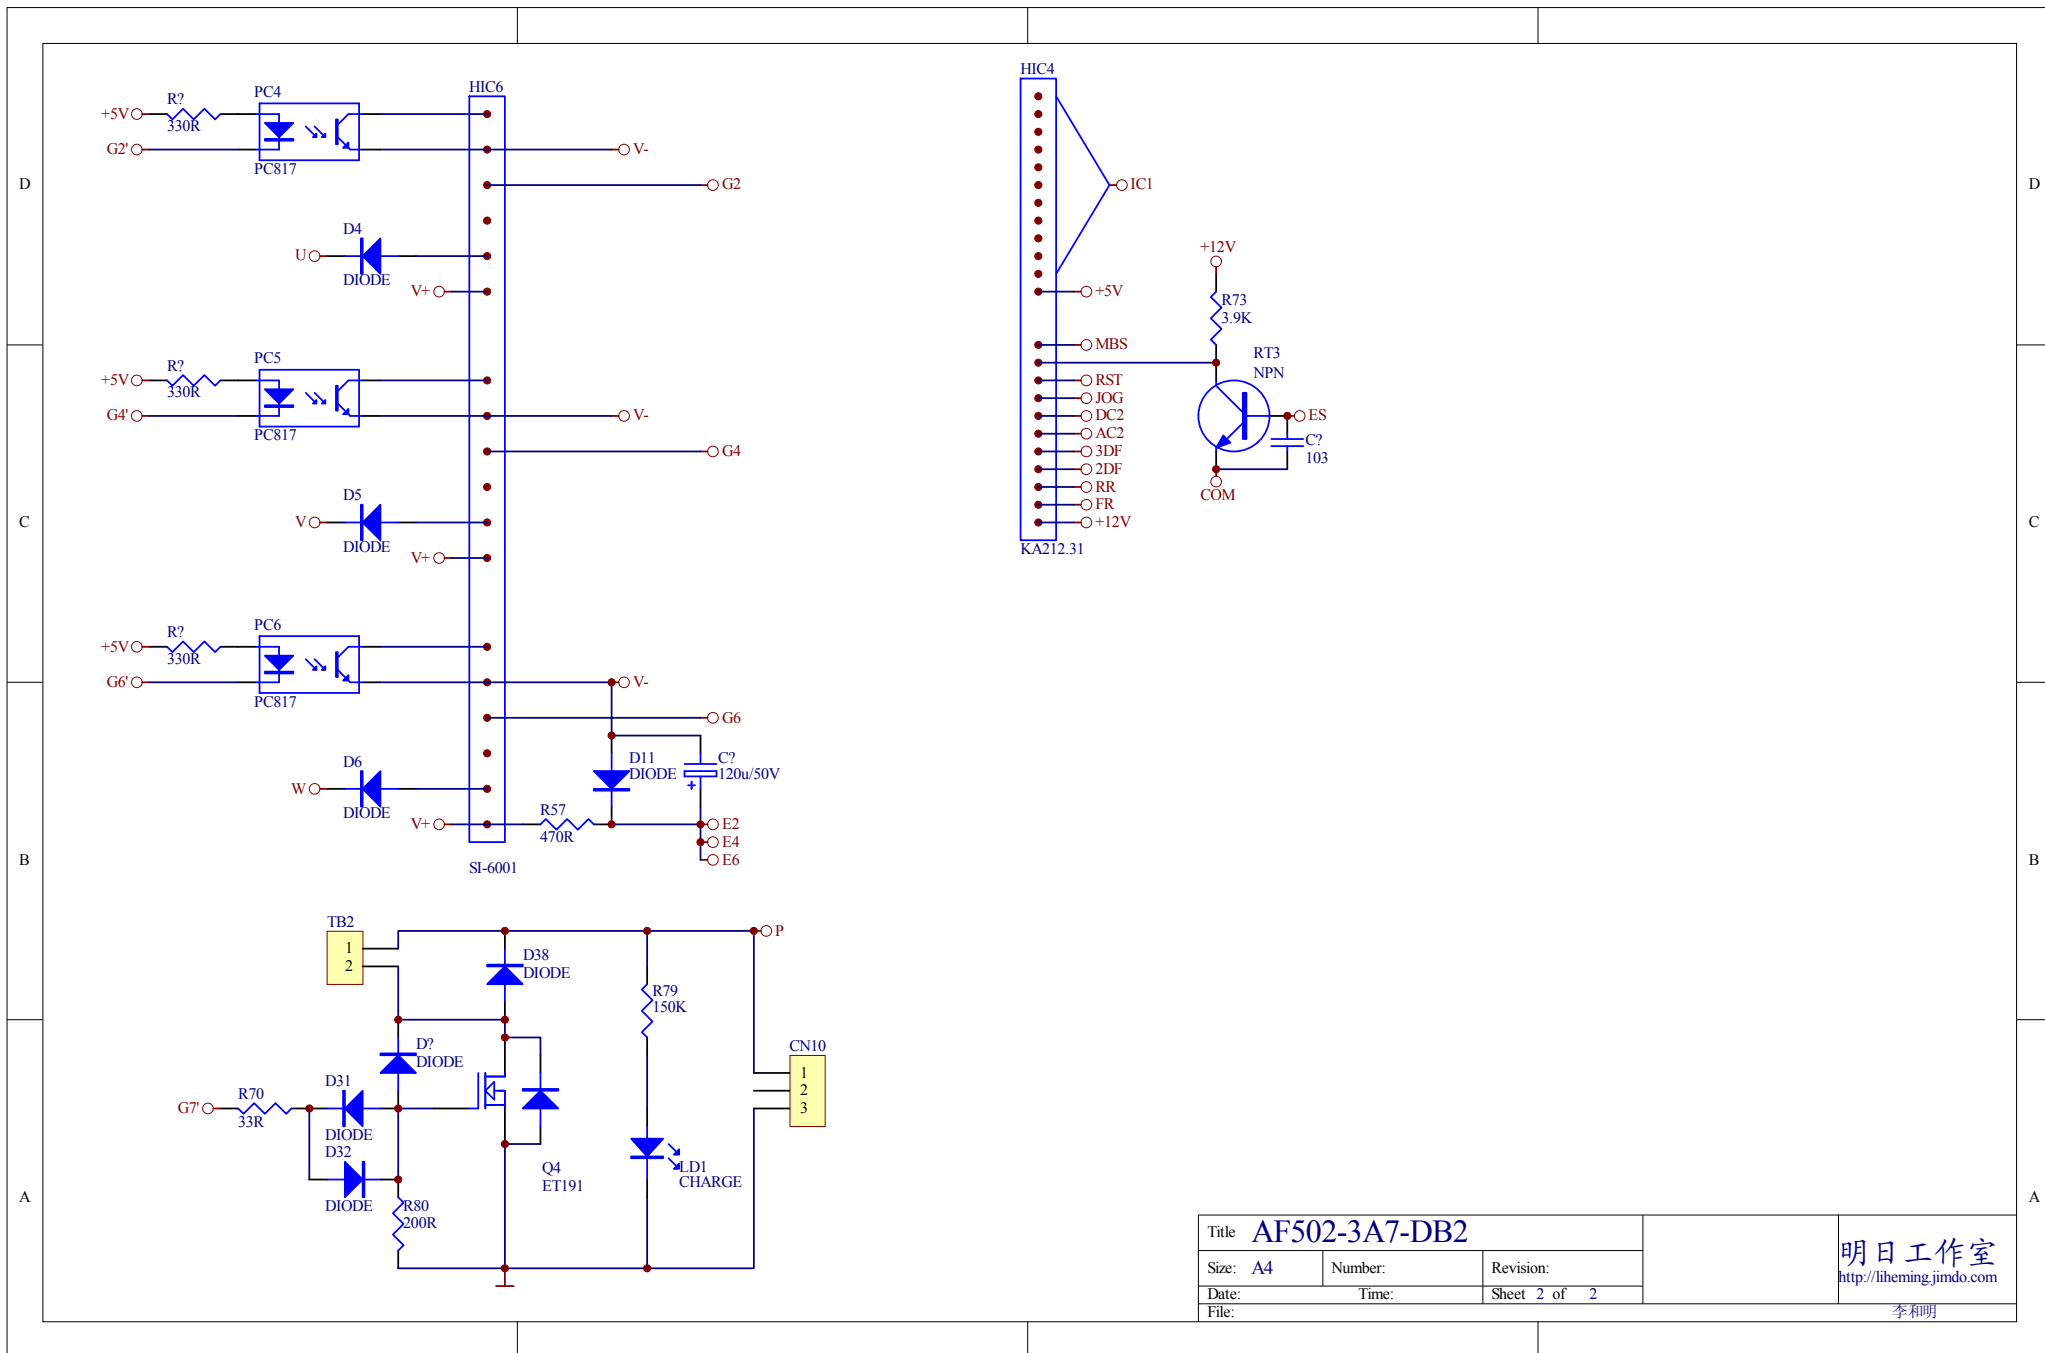 HIC6
PC4
R?
+5V
330R
G2'
PC817
V-
G2
D4
U
DIODE
V+
PC5
R?
+5V
330R
G4'
PC817
V-
G4
D5
V
DIODE
V+
PC6
R?
+5V
330R
G6'
PC817
V-
G6
D6
W
DIODE
V+
D11
DIODE
C?
120u/50V
+
R57
470R
E2
E4
E6
SI-6001
HIC4
IC1
+5V
MBS
RST
JOG
DC2
AC2
3DF
2DF
RR
FR
+12V
KA212.31
+12V
R73
3.9K
RT3
NPN
ES
C?
103
COM
TB2
1
2
P
D38
DIODE
R79
150K
D?
DIODE
CN10
1
2
3
D31
R70
G7'
33R
DIODE
D32
DIODE
Q4
ET191
LD1
CHARGE
R80
200R
D
D
C
C
B
B
A
A
Title AF502-3A7-DB2
Size: A4 Number: Revision:
Date: Time: Sheet 2 of 2
File:
明日工作室
http://liheming.jimdo.com
李和明